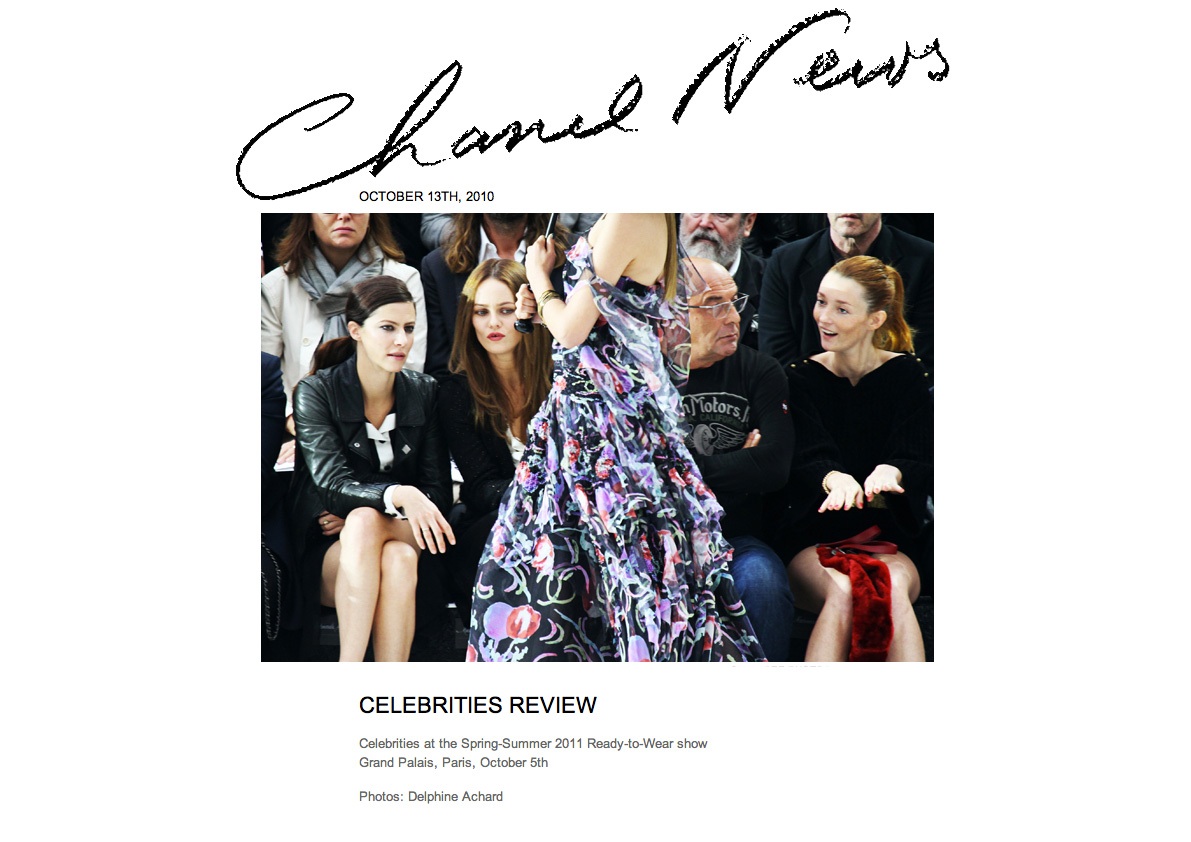 Chanel News
OCTOBER 13TH, 2010
Motors.
CALIFORNIA
CELEBRITIES REVIEW
Celebrities at the Spring-Summer 2011 Ready-to-Wear show
Grand Palais, Paris, October 5th
Photos: Delphine Achard